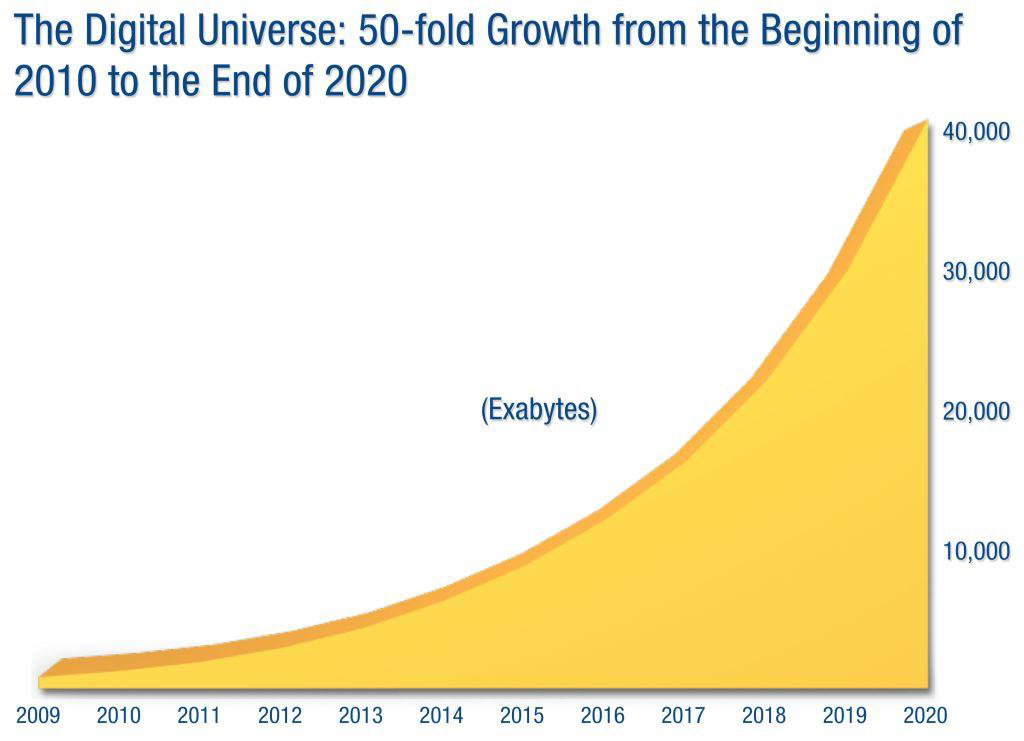 The Digital Universe: 50-fold Growth from the Beginning of
2010 to the End of 2020
40,000
30,000
(Exabytes)
20,000
10,000
2009 2010 2011 2012 2013 2014 2015 2016 2017 2018 2019 2020